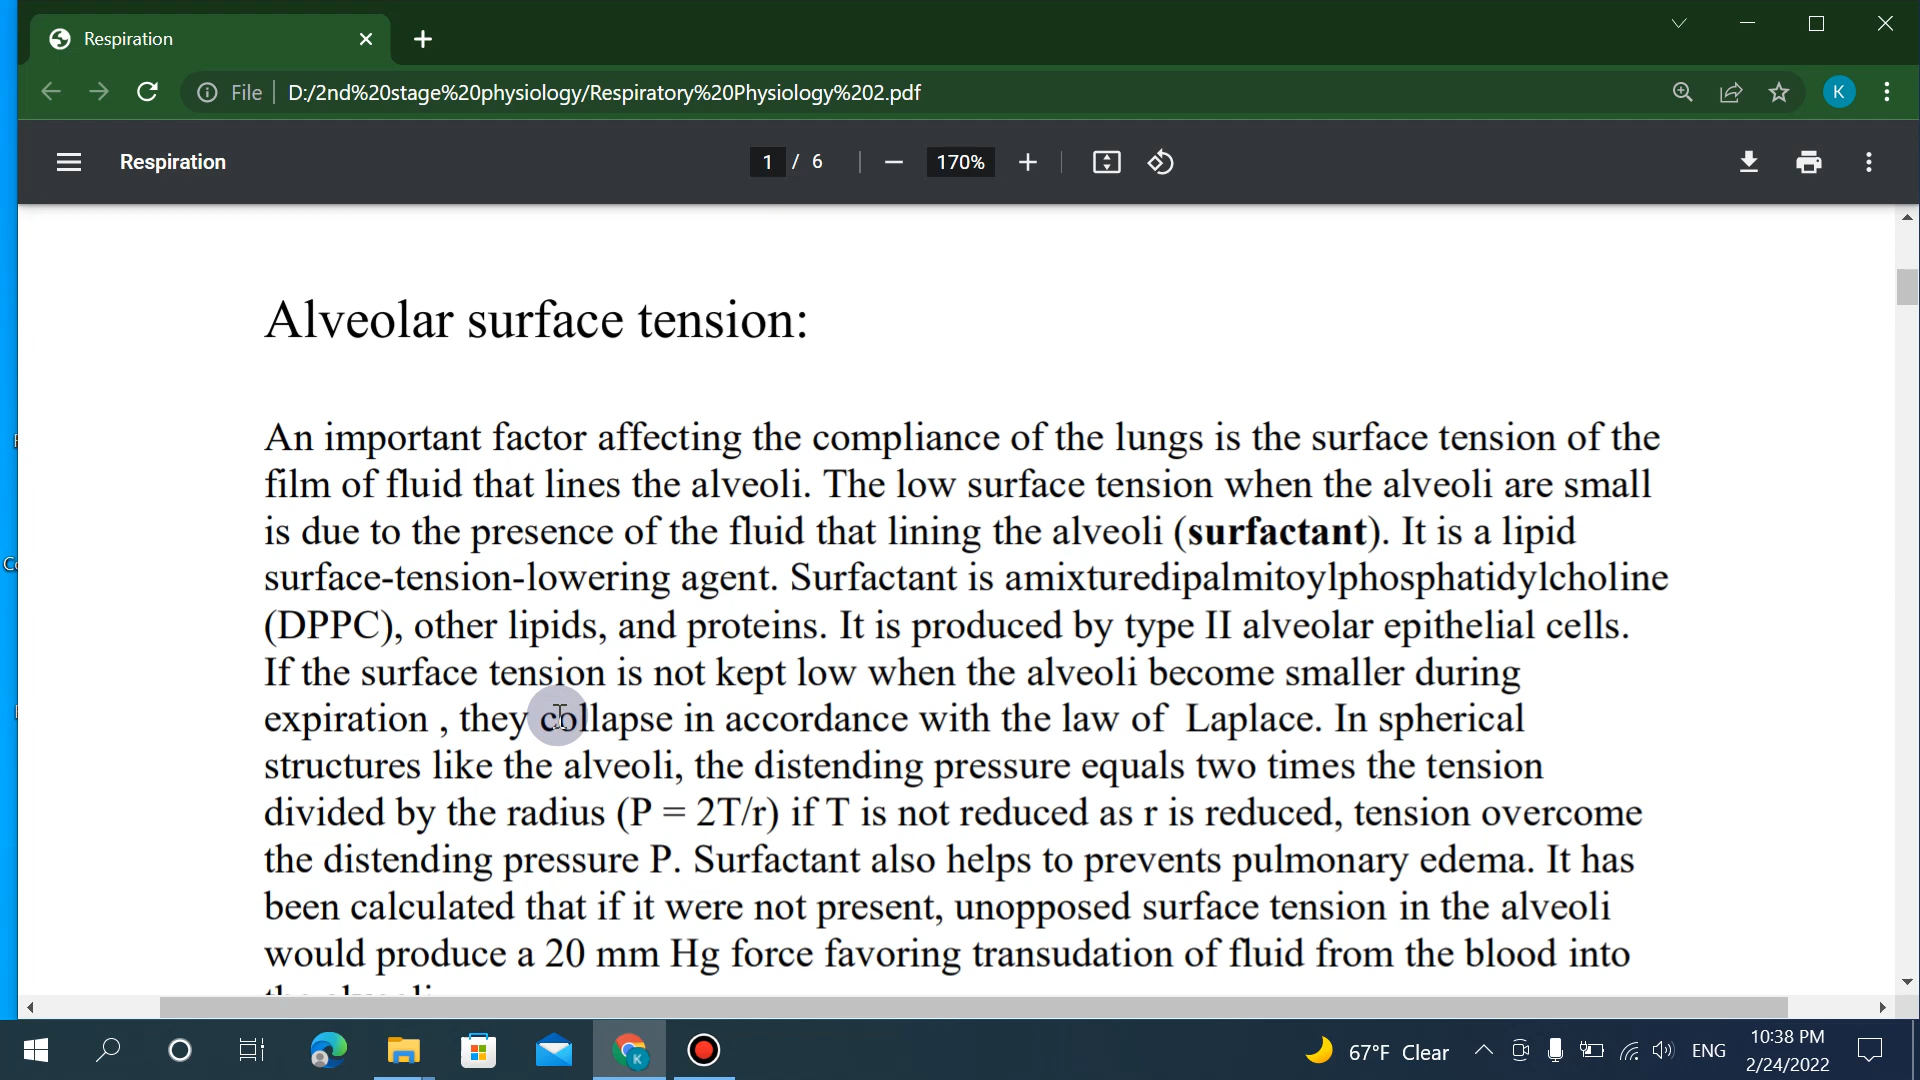 Respiration
File D:/2nd%20stage%20physiology/Respiratory%20Physiology%202.pdf
K
Respiration 1 / 6 170%
Alveolar surface tension:
An important factor affecting the compliance of the lungs is the surface tension of the
film of fluid that lines the alveoli. The low surface tension when the alveoli are small
is due to the presence of the fluid that lining the alveoli (surfactant). It is a lipid
surface-tension-lowering agent. Surfactant is amixturedipalmitoylphosphatidylcholine
(DPPC), other lipids, and proteins. It is produced by type II alveolar epithelial cells.
If the surface tension is not kept low when the alveoli become smaller during
expiration , they collapse in accordance with the law of Laplace. In spherical
structures like the alveoli, the distending pressure equals two times the tension
divided by the radius (P = 2T/r) if T is not reduced as r is reduced, tension overcome
the distending pressure P. Surfactant also helps to prevents pulmonary edema. It has
been calculated that if it were not present, unopposed surface tension in the alveoli
would produce a 20 mm Hg force favoring transudation of fluid from the blood into
K
67°F Clear
ENG
10:38 PM
2/24/2022